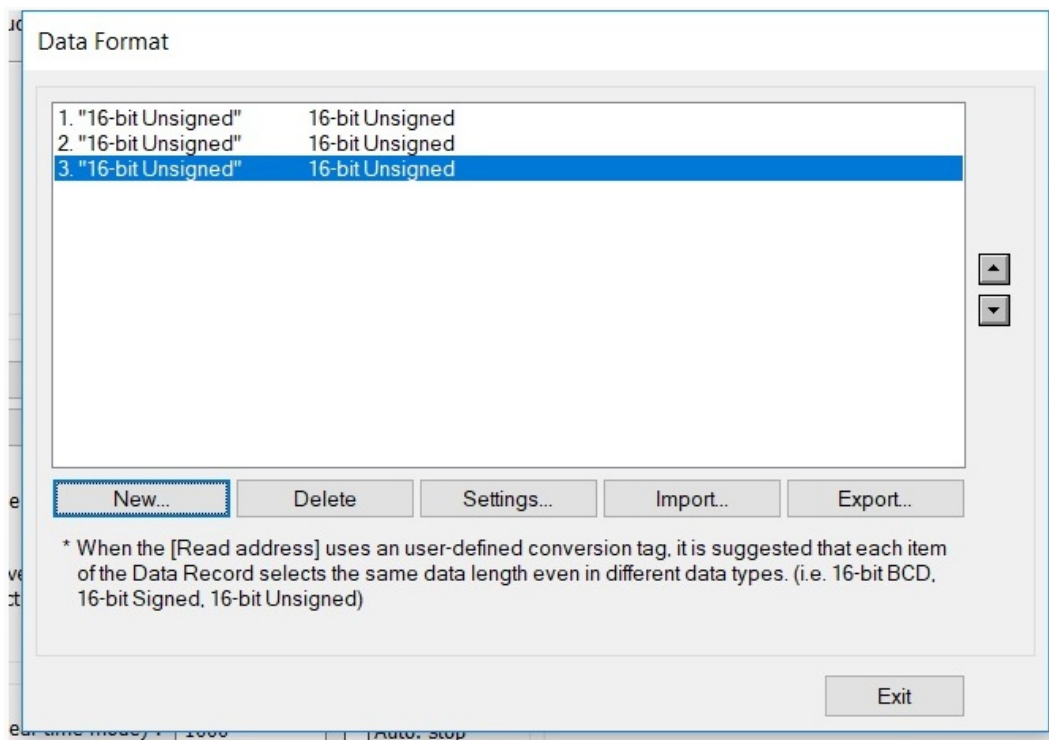 Data Format
1. "16-bit Unsigned" 16-bit Unsigned
2. "16-bit Unsigned" 16-bit Unsigned
3. "16-bit Unsigned" 16-bit Unsigned
New... Delete Settings... Import... Export...
* When the [Read address] uses an user-defined conversion tag, it is suggested that each item
of the Data Record selects the same data length even in different data types. (i.e. 16-bit BCD,
16-bit Signed, 16-bit Unsigned)
Exit